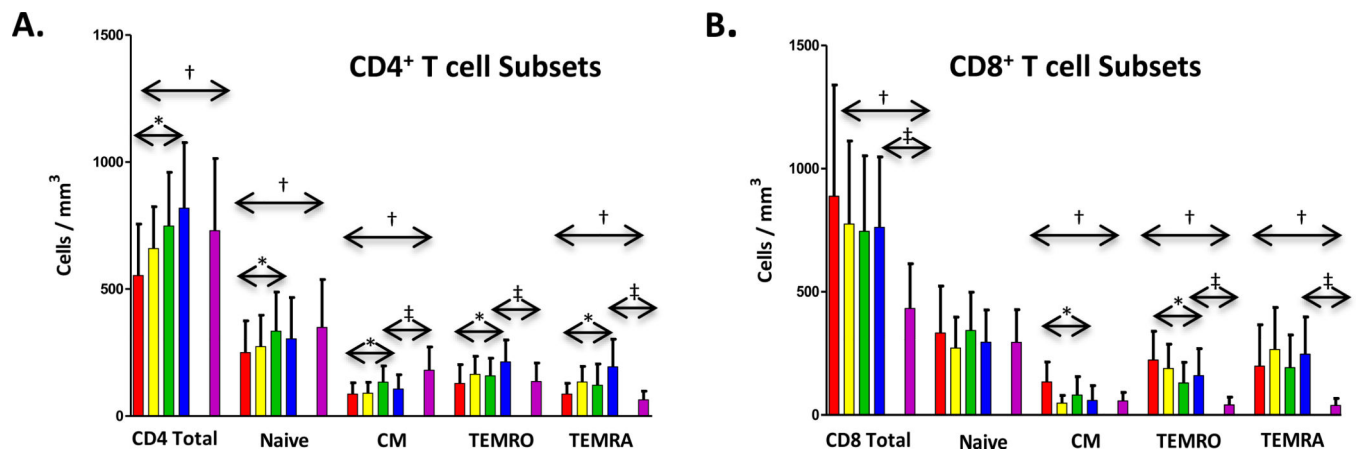 A.
CD4⁺ T cell Subsets
Cells / mm³
1500
1000
500
0
†
*
†
*
†
*
‡
*
‡
†
*
‡
CD4 Total
Naive
CM
TEMRO
TEMRA
B.
CD8⁺ T cell Subsets
Cells / mm³
1500
1000
500
0
†
‡
†
*
†
*
‡
†
‡
CD8 Total
Naive
CM
TEMRO
TEMRA